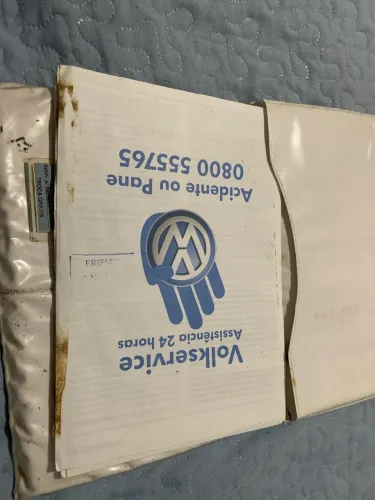 Volkservice
Assistência 24 horas
Acidente ou Pane
0800 555765